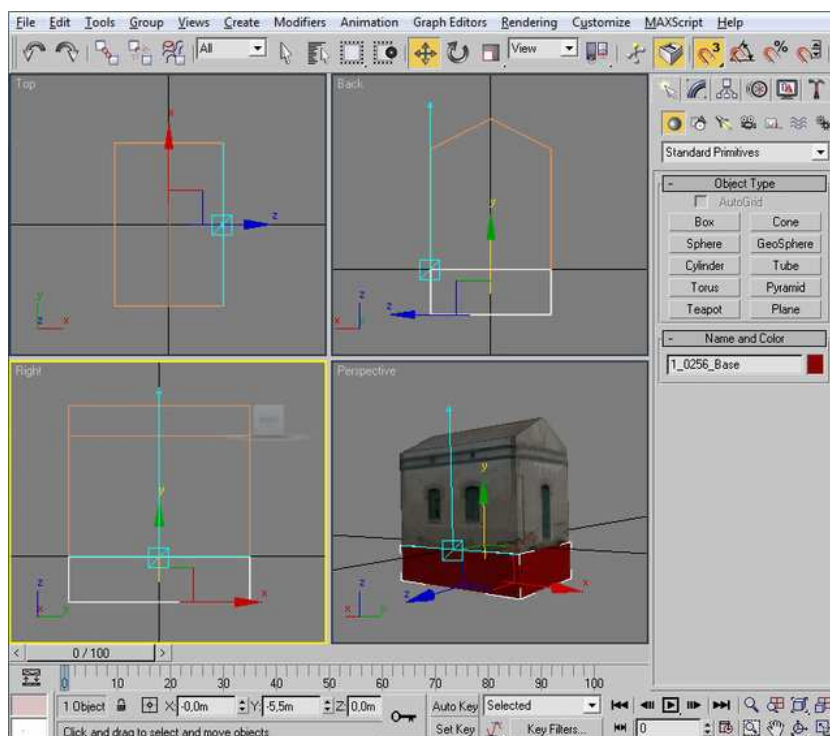 File Edit Tools Group Views Create Modifiers Animation Graph Editors Rendering Customize MAXScript Help
All
View
3
%
Top
Back
x
z
y
z
y
z
x
z
x
Standard Primitives
- Object Type
AutoGrid
Box Cone
Sphere GeoSphere
Cylinder Tube
Torus Pyramid
Teapot Plane
- Name and Color
1_0256_Base
Right
Perspective
y
x
z
x
y
y
z
x
z
x
< 0 / 100 >
0 10 20 30 40 50 60 70 80 90 100
1 Object X: -0,0m Y: -5,5m Z: 0,0m Auto Key Selected
Click and drag to select and move objects Set Key Key Filters... 0